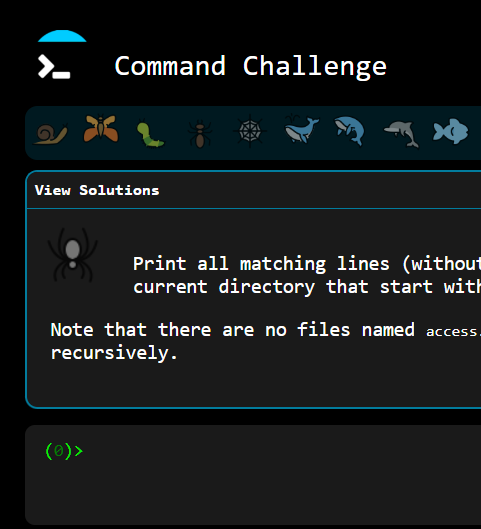 Command Challenge
View Solutions
Print all matching lines (without
current directory that start with
Note that there are no files named access.
recursively.
(0)>